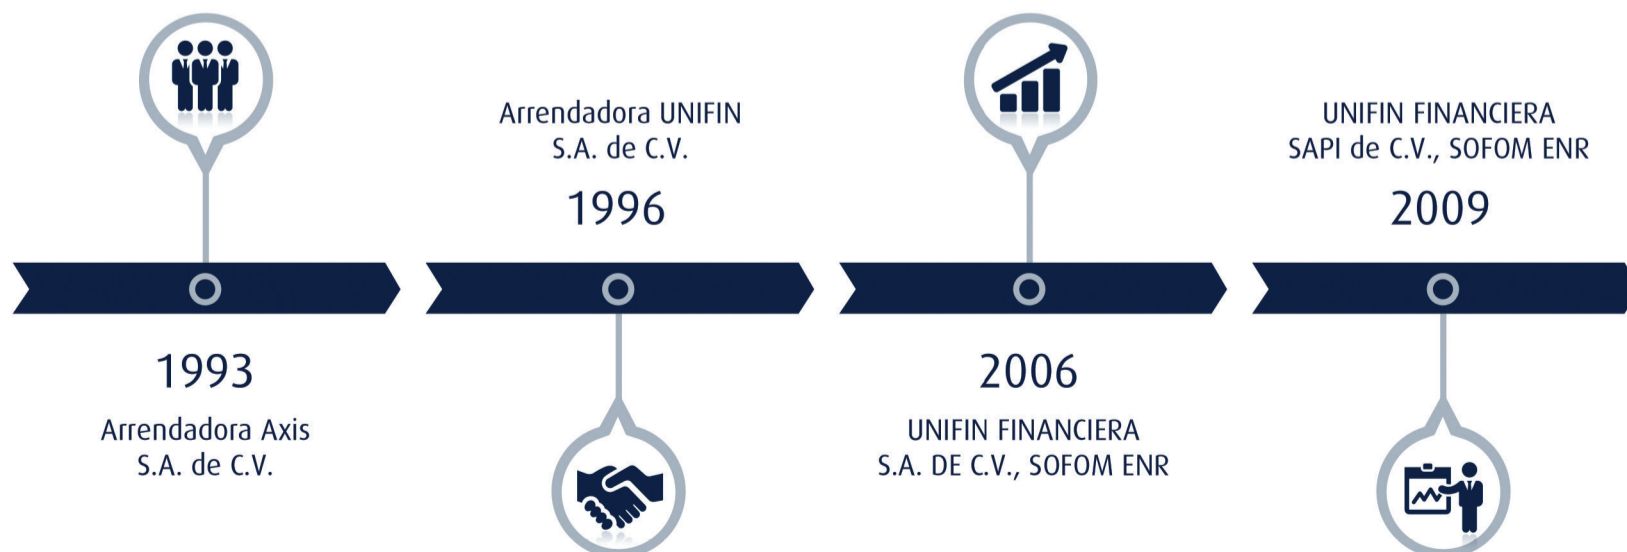 1993
Arrendadora Axis
S.A. de C.V.
Arrendadora UNIFIN
S.A. de C.V.
1996
2006
UNIFIN FINANCIERA
S.A. DE C.V., SOFOM ENR
UNIFIN FINANCIERA
SAPI de C.V., SOFOM ENR
2009